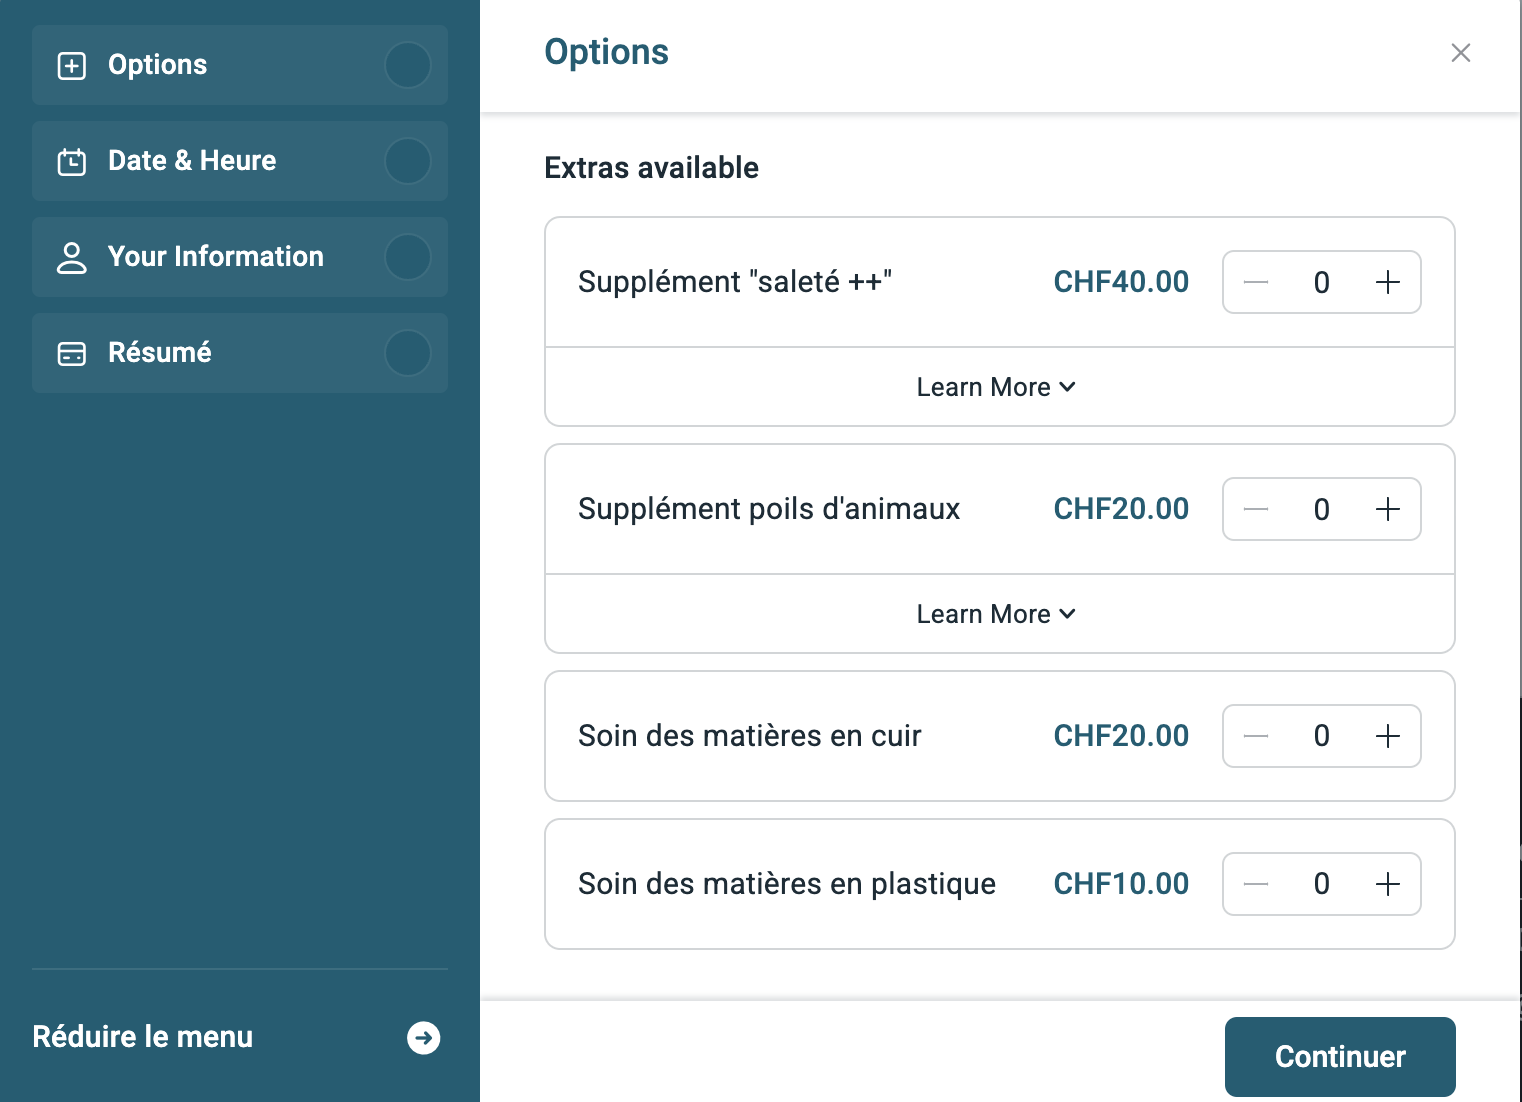 Options
Date & Heure
Your Information
Résumé
Réduire le menu
Options
Extras available
Supplément "saleté ++" CHF40.00 0
Learn More
Supplément poils d'animaux CHF20.00 0
Learn More
Soin des matières en cuir CHF20.00 0
Soin des matières en plastique CHF10.00 0
Continuer